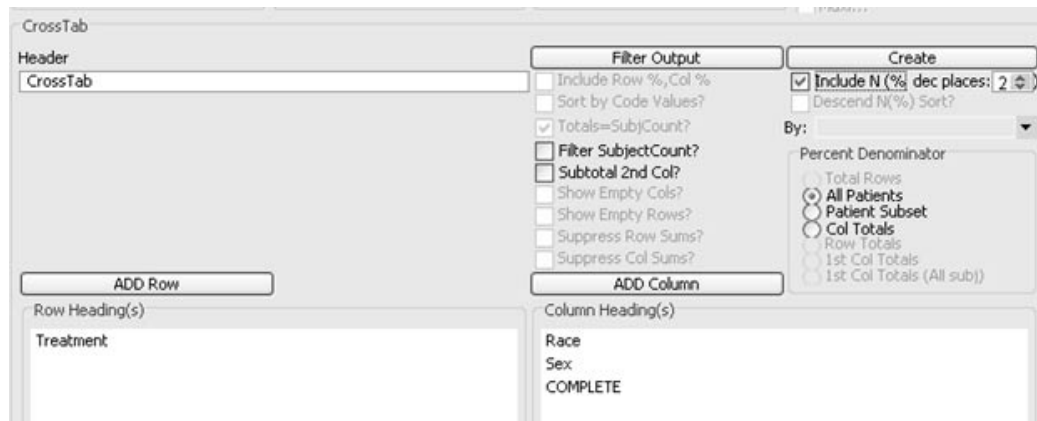 CrossTab
Header
CrossTab
Filter Output
Include Row %,Col %
Sort by Code Values?
Totals=SubjCount?
Filter SubjectCount?
Subtotal 2nd Col?
Show Empty Cols?
Show Empty Rows?
Suppress Row Sums?
Suppress Col Sums?
Create
Include N (% dec places: 2 )
Descend N(%) Sort?
By:
Percent Denominator
Total Rows
All Patients
Patient Subset
Col Totals
Row Totals
1st Col Totals
1st Col Totals (All subj)
ADD Row
ADD Column
Row Heading(s)
Treatment
Column Heading(s)
Race
Sex
COMPLETE